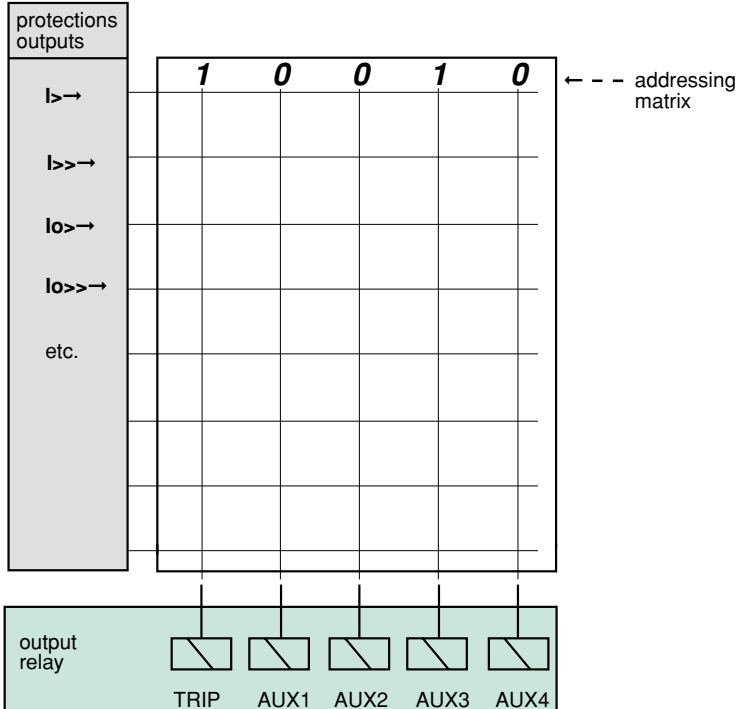 protections
outputs
1 0 0 1 0
I>→
addressing
matrix
I>>→
Io>→
Io>>→
etc.
output
relay
TRIP AUX1 AUX2 AUX3 AUX4